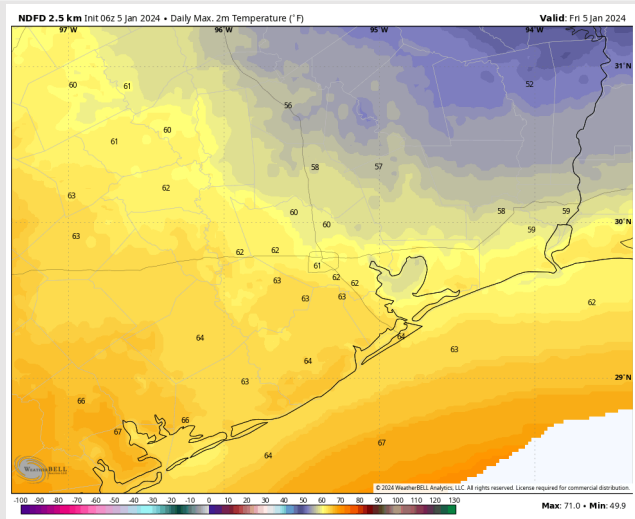 NDFD 2.5 km Init 06z 5 Jan 2024 • Daily Max. 2m Temperature (°F)
Valid: Fri 5 Jan 2024
97°W 96°W 95°W 94°W
31°N
60 61 52
56
60
61
58 57
62
63
60 58 59
30°N
60 59
63
62 62
61
62 62
63
63 63
62
64
64
63
64
29°N
63
66
66
67
67
64
WeatherBELL
© 2024 WeatherBELL Analytics, LLC. All rights reserved. License required for commercial distribution.
-100 -90 -80 -70 -60 -50 -40 -30 -20 -10 0 10 20 30 40 50 60 70 80 90 100 110 120 130
Max: 71.0 • Min: 49.9